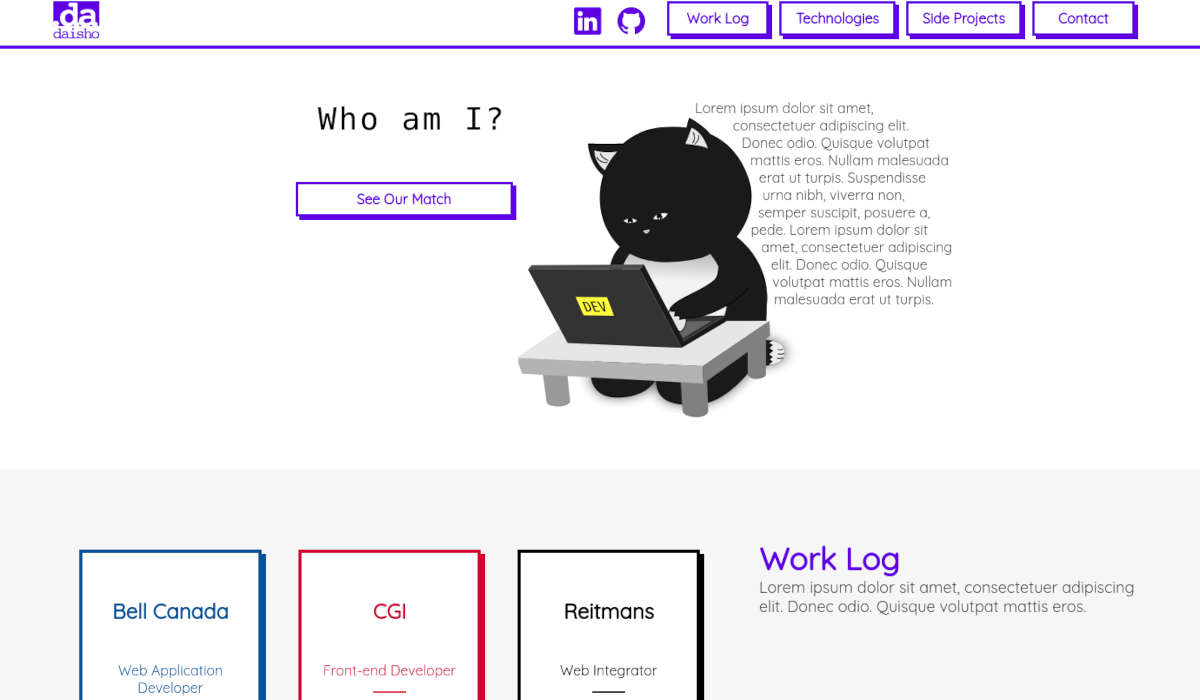 .da
daisho
Work Log
Technologies
Side Projects
Contact
Who am I?
See Our Match
Lorem ipsum dolor sit amet,
consectetuer adipiscing elit.
Donec odio. Quisque volutpat
mattis eros. Nullam malesuada
erat ut turpis. Suspendisse
urna nibh, viverra non,
semper suscipit, posuere a,
pede. Lorem ipsum dolor sit
amet, consectetuer adipiscing
elit. Donec odio. Quisque
volutpat mattis eros. Nullam
malesuada erat ut turpis.
DEV
Bell Canada
Web Application
Developer
CGI
Front-end Developer
Reitmans
Web Integrator
Work Log
Lorem ipsum dolor sit amet, consectetuer adipiscing
elit. Donec odio. Quisque volutpat mattis eros.